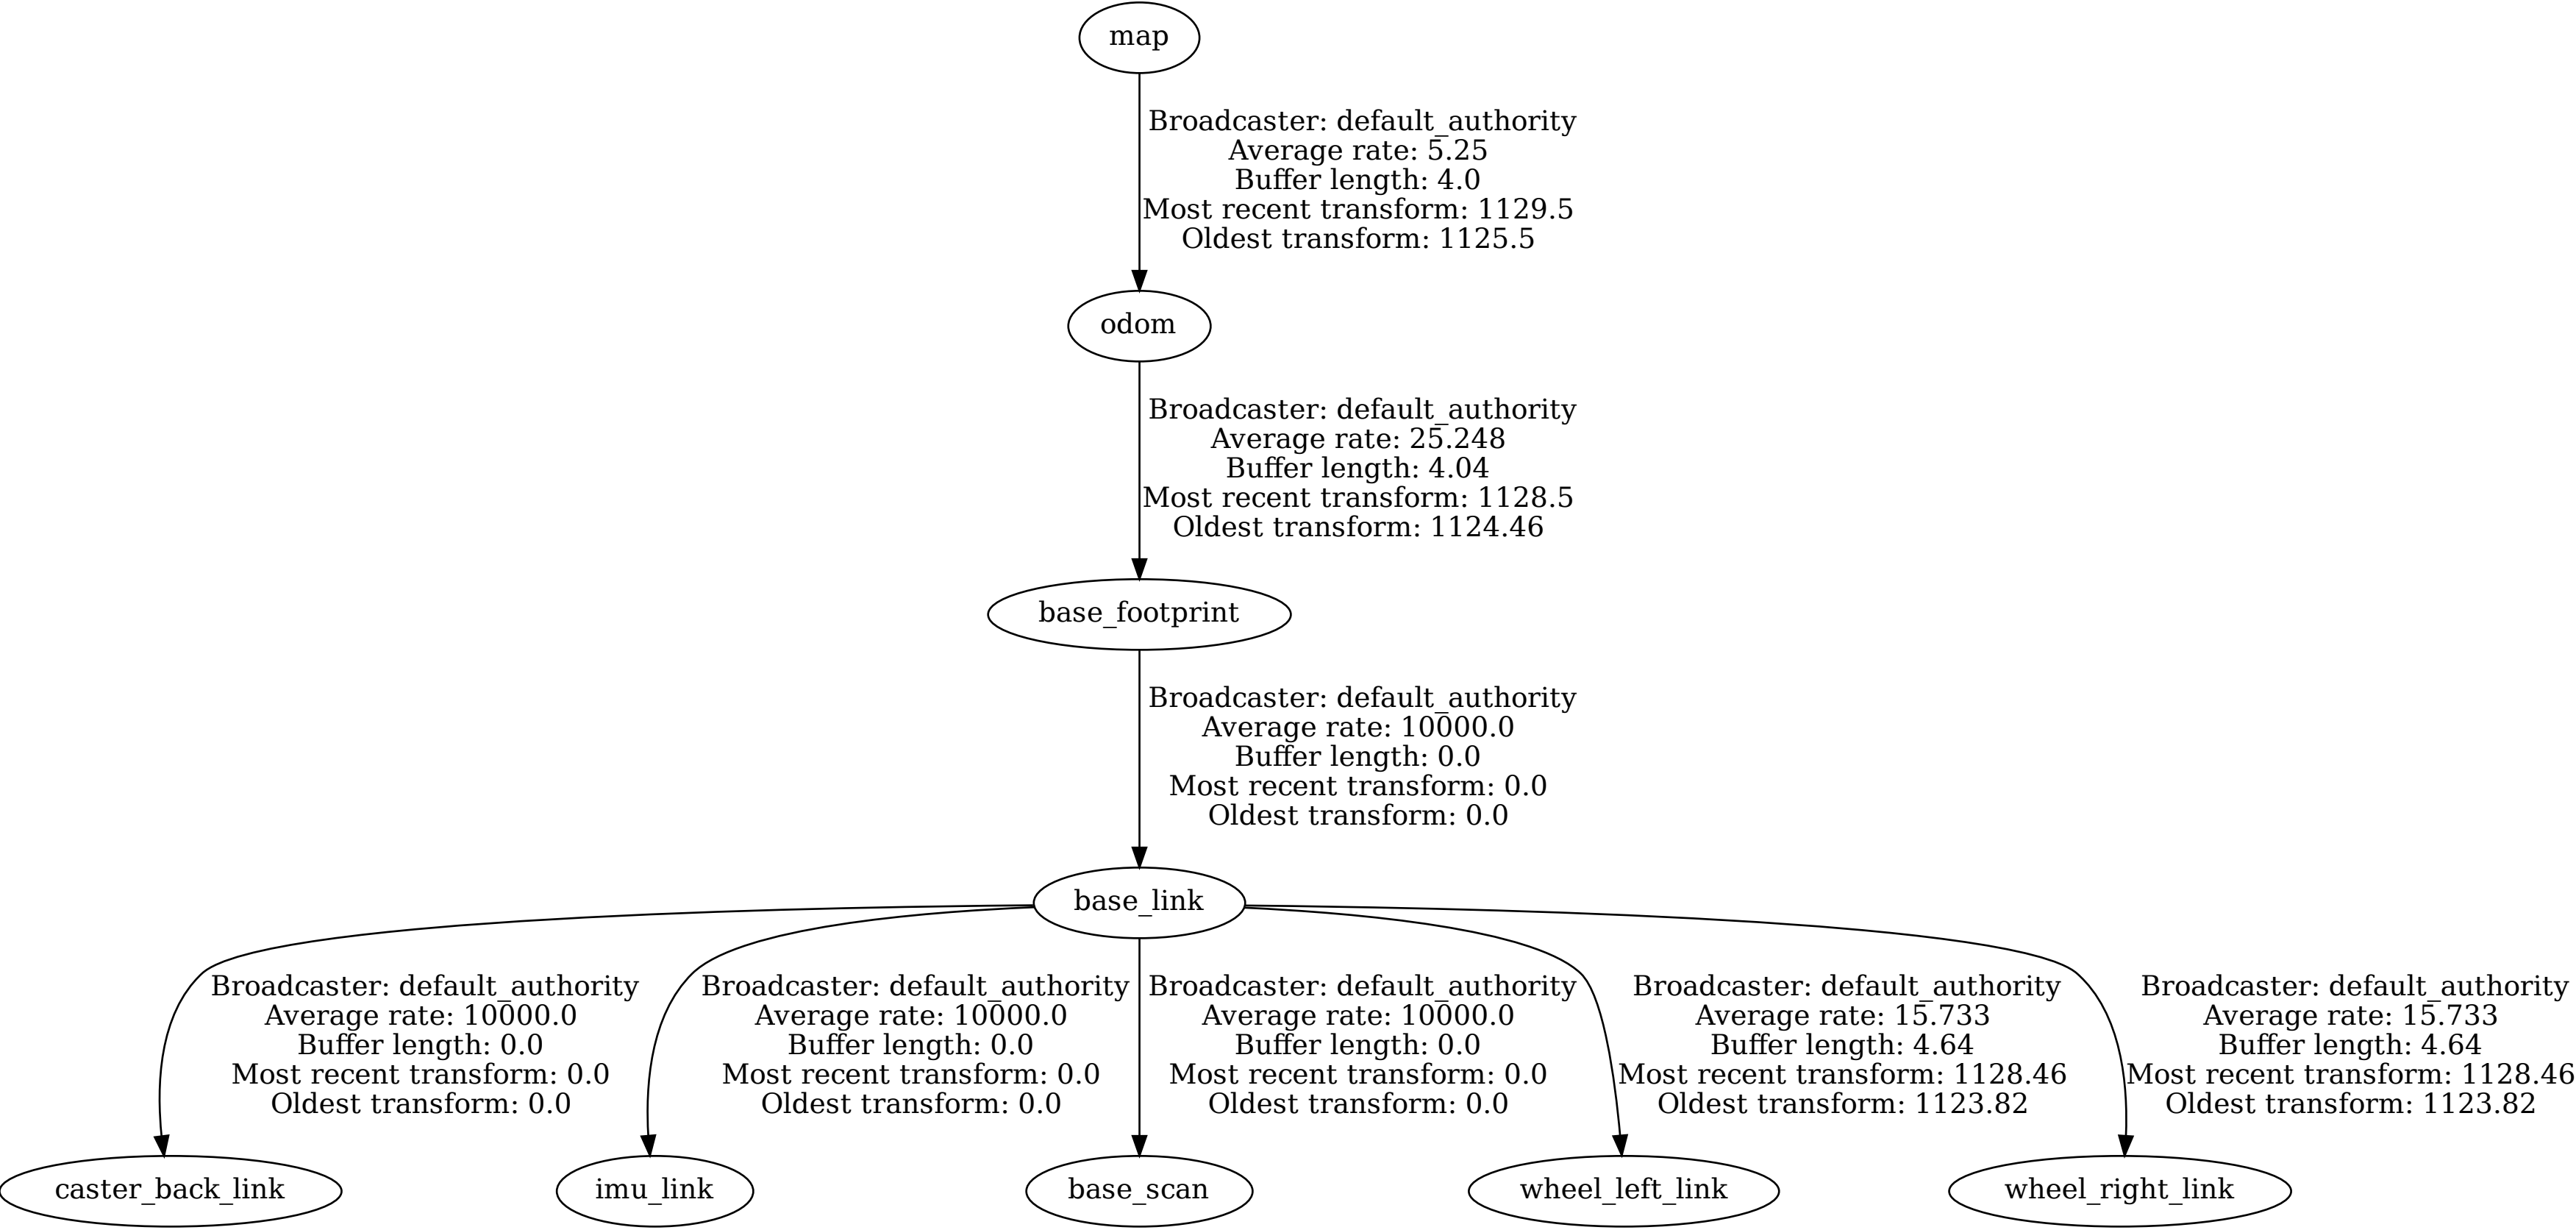 map
Broadcaster: default_authority
Average rate: 5.25
Buffer length: 4.0
Most recent transform: 1129.5
Oldest transform: 1125.5
odom
Broadcaster: default_authority
Average rate: 25.248
Buffer length: 4.04
Most recent transform: 1128.5
Oldest transform: 1124.46
base_footprint
Broadcaster: default_authority
Average rate: 10000.0
Buffer length: 0.0
Most recent transform: 0.0
Oldest transform: 0.0
base_link
Broadcaster: default_authority
Average rate: 10000.0
Buffer length: 0.0
Most recent transform: 0.0
Oldest transform: 0.0
Broadcaster: default_authority
Average rate: 10000.0
Buffer length: 0.0
Most recent transform: 0.0
Oldest transform: 0.0
Broadcaster: default_authority
Average rate: 10000.0
Buffer length: 0.0
Most recent transform: 0.0
Oldest transform: 0.0
Broadcaster: default_authority
Average rate: 15.733
Buffer length: 4.64
Most recent transform: 1128.46
Oldest transform: 1123.82
Broadcaster: default_authority
Average rate: 15.733
Buffer length: 4.64
Most recent transform: 1128.46
Oldest transform: 1123.82
caster_back_link
imu_link
base_scan
wheel_left_link
wheel_right_link